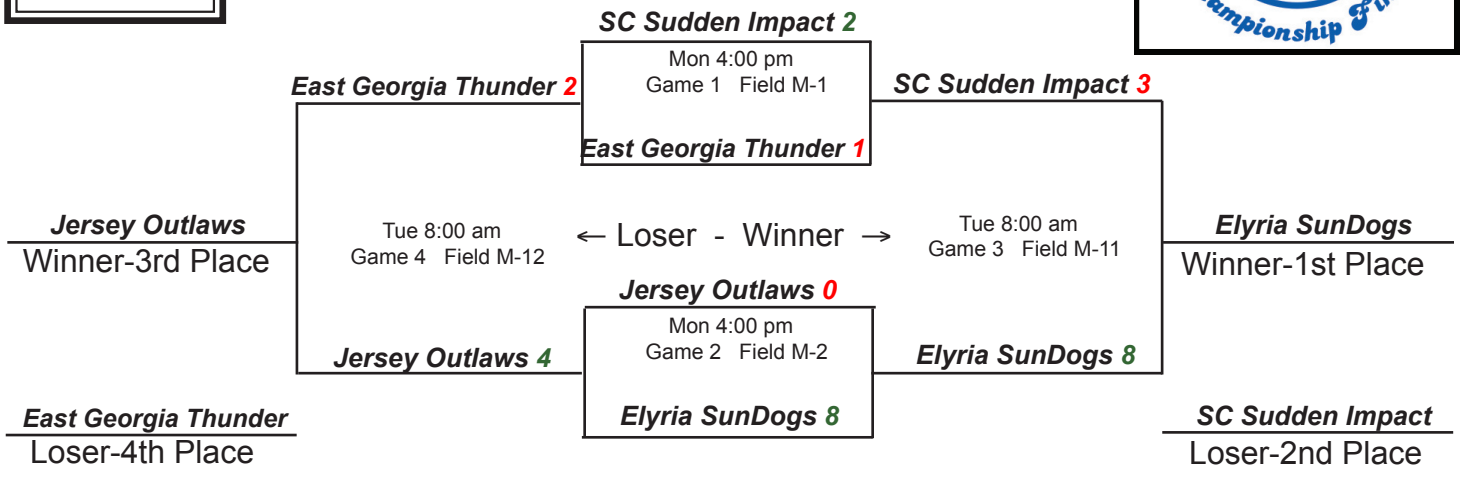 SC Sudden Impact 2
Mon 4:00 pm
Game 1 Field M-1
East Georgia Thunder 2
SC Sudden Impact 3
East Georgia Thunder 1
Jersey Outlaws
Winner-3rd Place
Tue 8:00 am
Game 4 Field M-12
← Loser - Winner →
Tue 8:00 am
Game 3 Field M-11
Elyria SunDogs
Winner-1st Place
Jersey Outlaws 0
Mon 4:00 pm
Game 2 Field M-2
Jersey Outlaws 4
Elyria SunDogs 8
Elyria SunDogs 8
East Georgia Thunder
Loser-4th Place
SC Sudden Impact
Loser-2nd Place